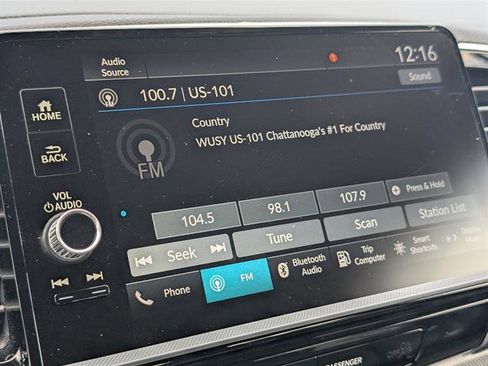 Audio
Source
12:16
100.7 | US-101
Sound
HOME
Country
WUSY US-101 Chattanooga's #1 For Country
BACK
FM
VOL
AUDIO
104.5
98.1
107.9
Press & Hold
Seek
Tune
Scan
Station List
Phone
FM
Bluetooth
Audio
Trip
Computer
Smart
Shortcuts
Display
PASSENGER